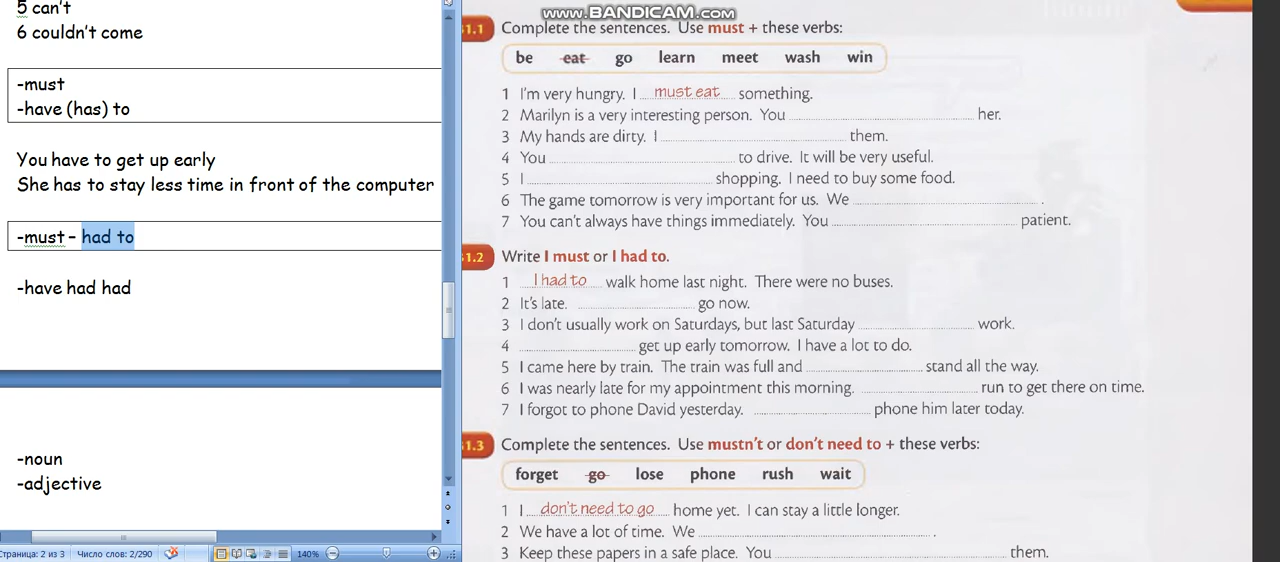 5 can't
6 couldn't come
-must
-have (has) to
You have to get up early
She has to stay less time in front of the computer
-must – had to
-have had had
-noun
-adjective
Страница: 2 из 3 Число слов: 2/290 140%
www.BANDICAM.com
1.1 Complete the sentences. Use must + these verbs:
be eat go learn meet wash win
1 I'm very hungry. I must eat something.
2 Marilyn is a very interesting person. You ........ her.
3 My hands are dirty. I ........ them.
4 You ........ to drive. It will be very useful.
5 I ........ shopping. I need to buy some food.
6 The game tomorrow is very important for us. We ........ .
7 You can't always have things immediately. You ........ patient.
1.2 Write I must or I had to.
1 I had to walk home last night. There were no buses.
2 It's late. ........ go now.
3 I don't usually work on Saturdays, but last Saturday ........ work.
4 ........ get up early tomorrow. I have a lot to do.
5 I came here by train. The train was full and ........ stand all the way.
6 I was nearly late for my appointment this morning. ........ run to get there on time.
7 I forgot to phone David yesterday. ........ phone him later today.
1.3 Complete the sentences. Use mustn't or don't need to + these verbs:
forget go lose phone rush wait
1 I don't need to go home yet. I can stay a little longer.
2 We have a lot of time. We ........ .
3 Keep these papers in a safe place. You ........ them.